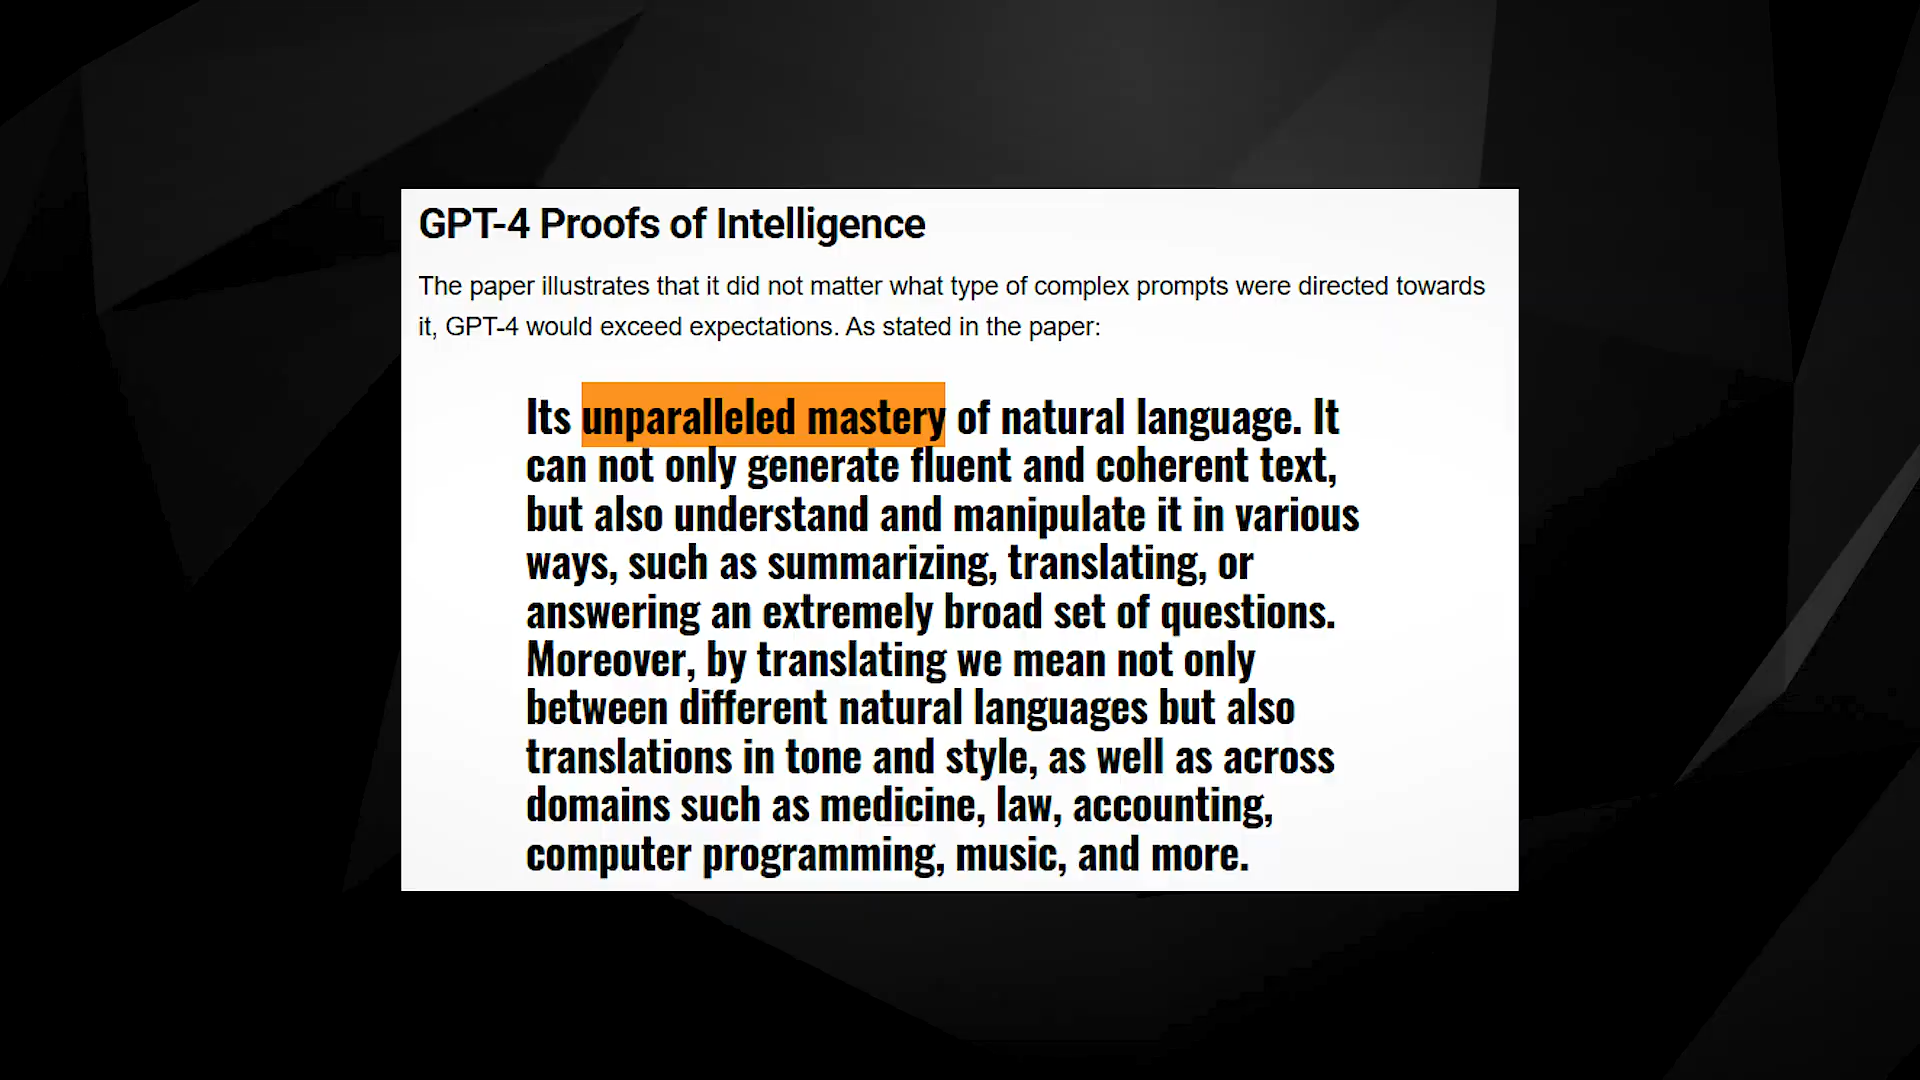 GPT-4 Proofs of Intelligence
The paper illustrates that it did not matter what type of complex prompts were directed towards
it, GPT-4 would exceed expectations. As stated in the paper:
Its unparalleled mastery of natural language. It
can not only generate fluent and coherent text,
but also understand and manipulate it in various
ways, such as summarizing, translating, or
answering an extremely broad set of questions.
Moreover, by translating we mean not only
between different natural languages but also
translations in tone and style, as well as across
domains such as medicine, law, accounting,
computer programming, music, and more.